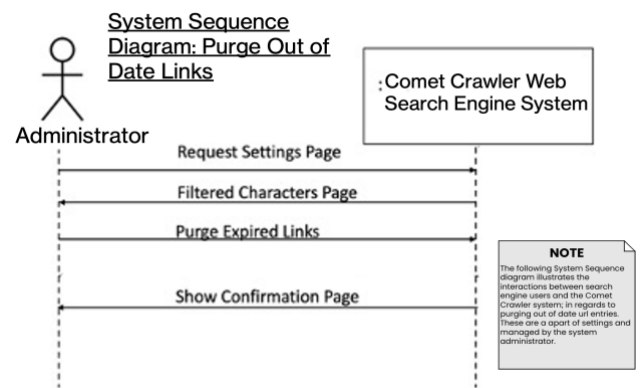 System Sequence
Diagram: Purge Out of
Date Links
:Comet Crawler Web
Search Engine System
Administrator
Request Settings Page
Filtered Characters Page
Purge Expired Links
Show Confirmation Page
NOTE
The following System Sequence
diagram illustrates the
interactions between search
engine users and the Comet
Crawler system; in regards to
purging out of date url entries.
These are a apart of settings and
managed by the system
administrator.